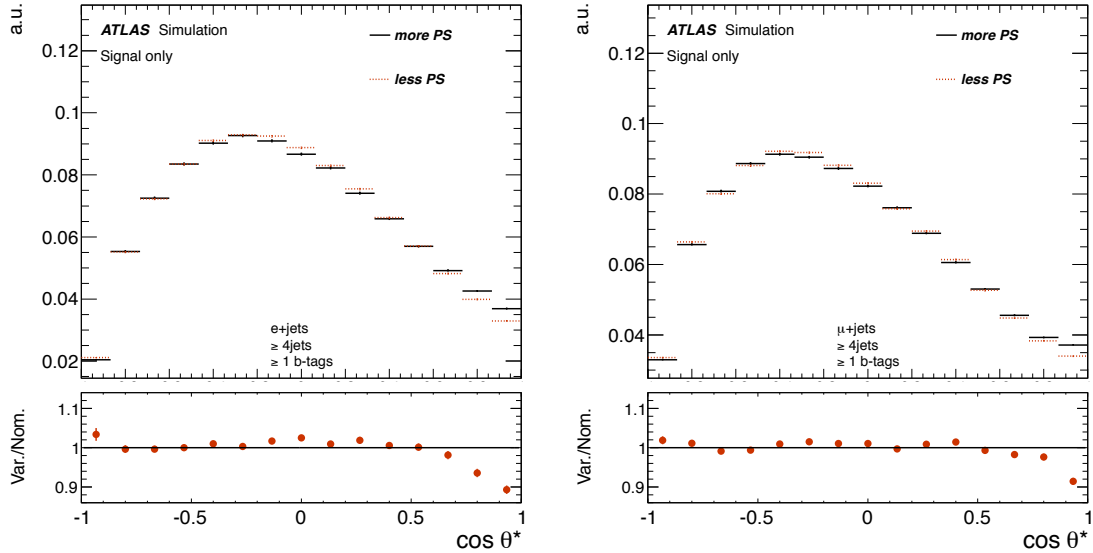 a.u.
ATLAS Simulation
Signal only
more PS
less PS
0.12
0.1
0.08
0.06
0.04
0.02
e+jets
≥ 4jets
≥ 1 b-tags
Var./Nom.
1.1
1
0.9
-1
-0.5
0
0.5
1
cos θ*
a.u.
ATLAS Simulation
Signal only
more PS
less PS
0.12
0.1
0.08
0.06
0.04
μ+jets
≥ 4jets
≥ 1 b-tags
Var./Nom.
1.1
1
0.9
-1
-0.5
0
0.5
1
cos θ*